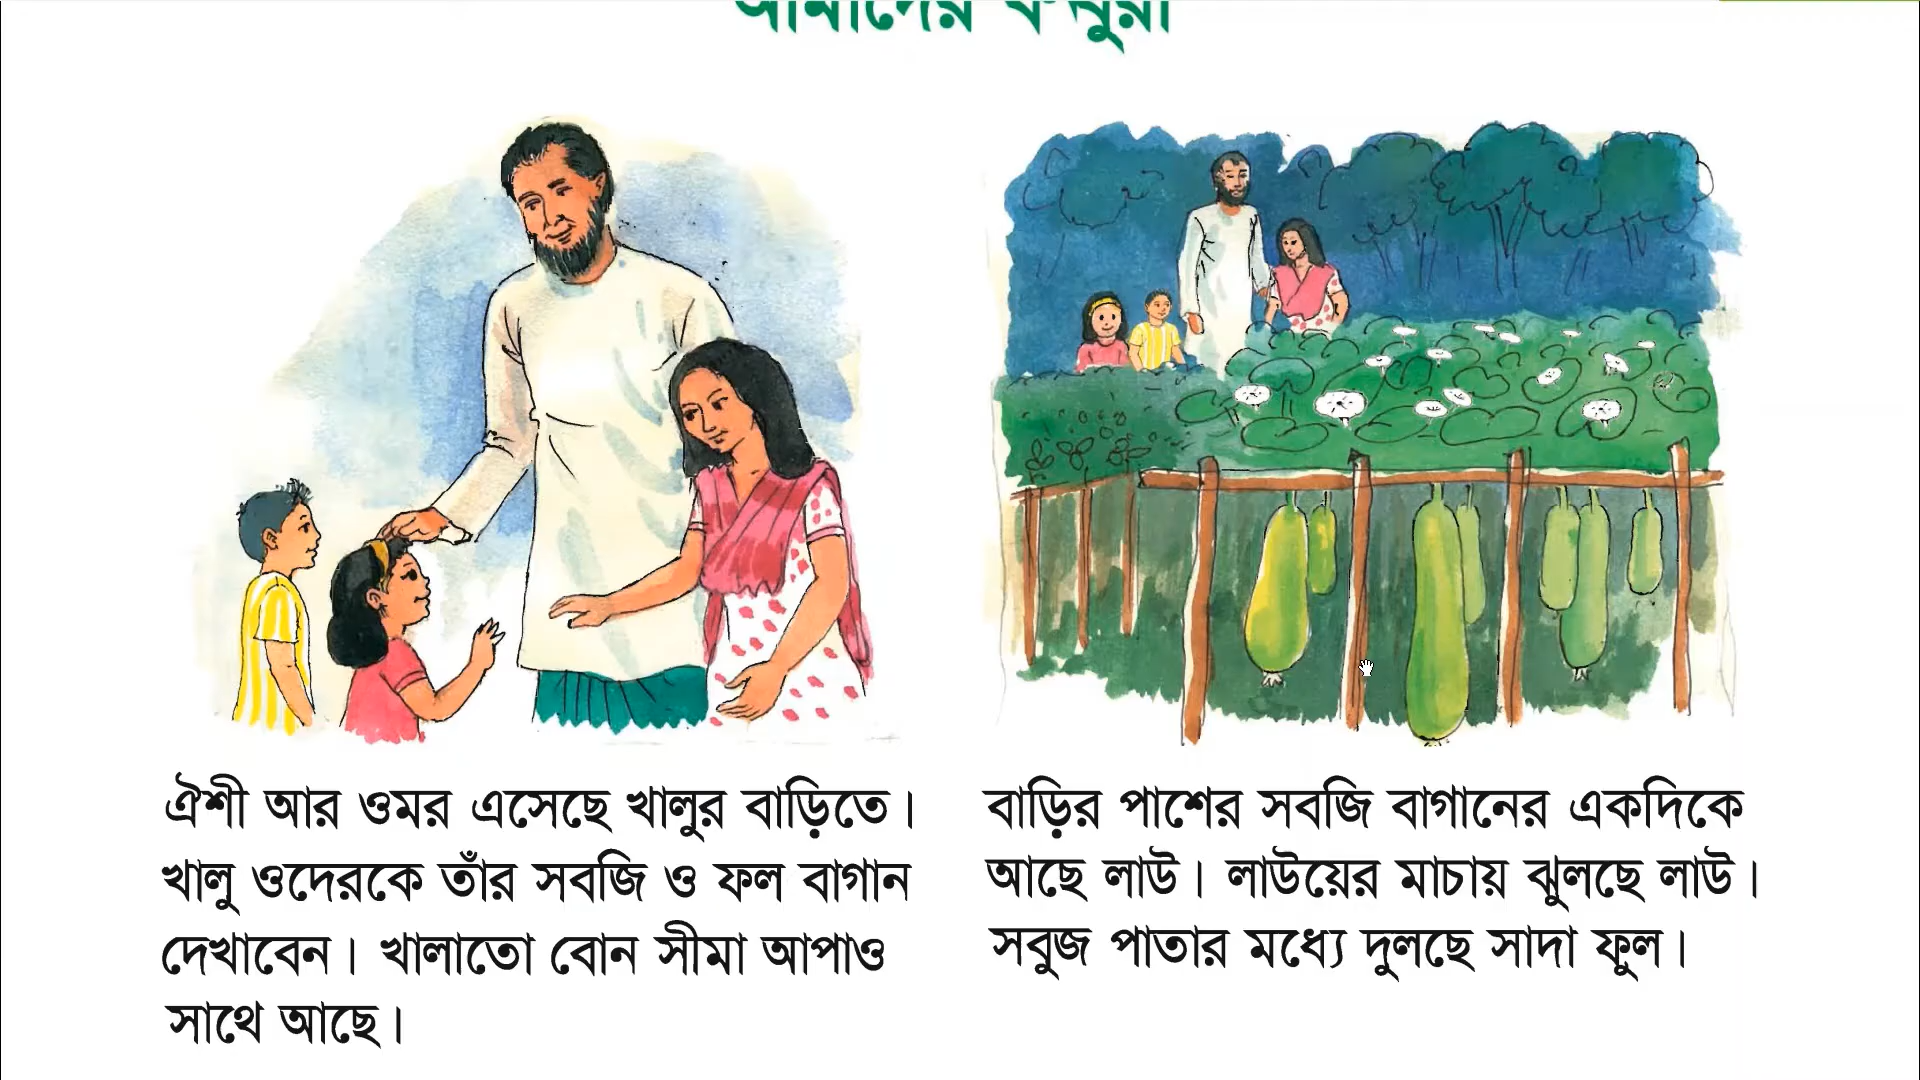 ঐশী আর ওমর এসেছে খালুর বাড়িতে।
খালু ওদেরকে তাঁর সবজি ও ফল বাগান
দেখাবেন। খালাতো বোন সীমা আপাও
সাথে আছে।
বাড়ির পাশের সবজি বাগানের একদিকে
আছে লাউ। লাউয়ের মাচায় ঝুলছে লাউ।
সবুজ পাতার মধ্যে দুলছে সাদা ফুল।